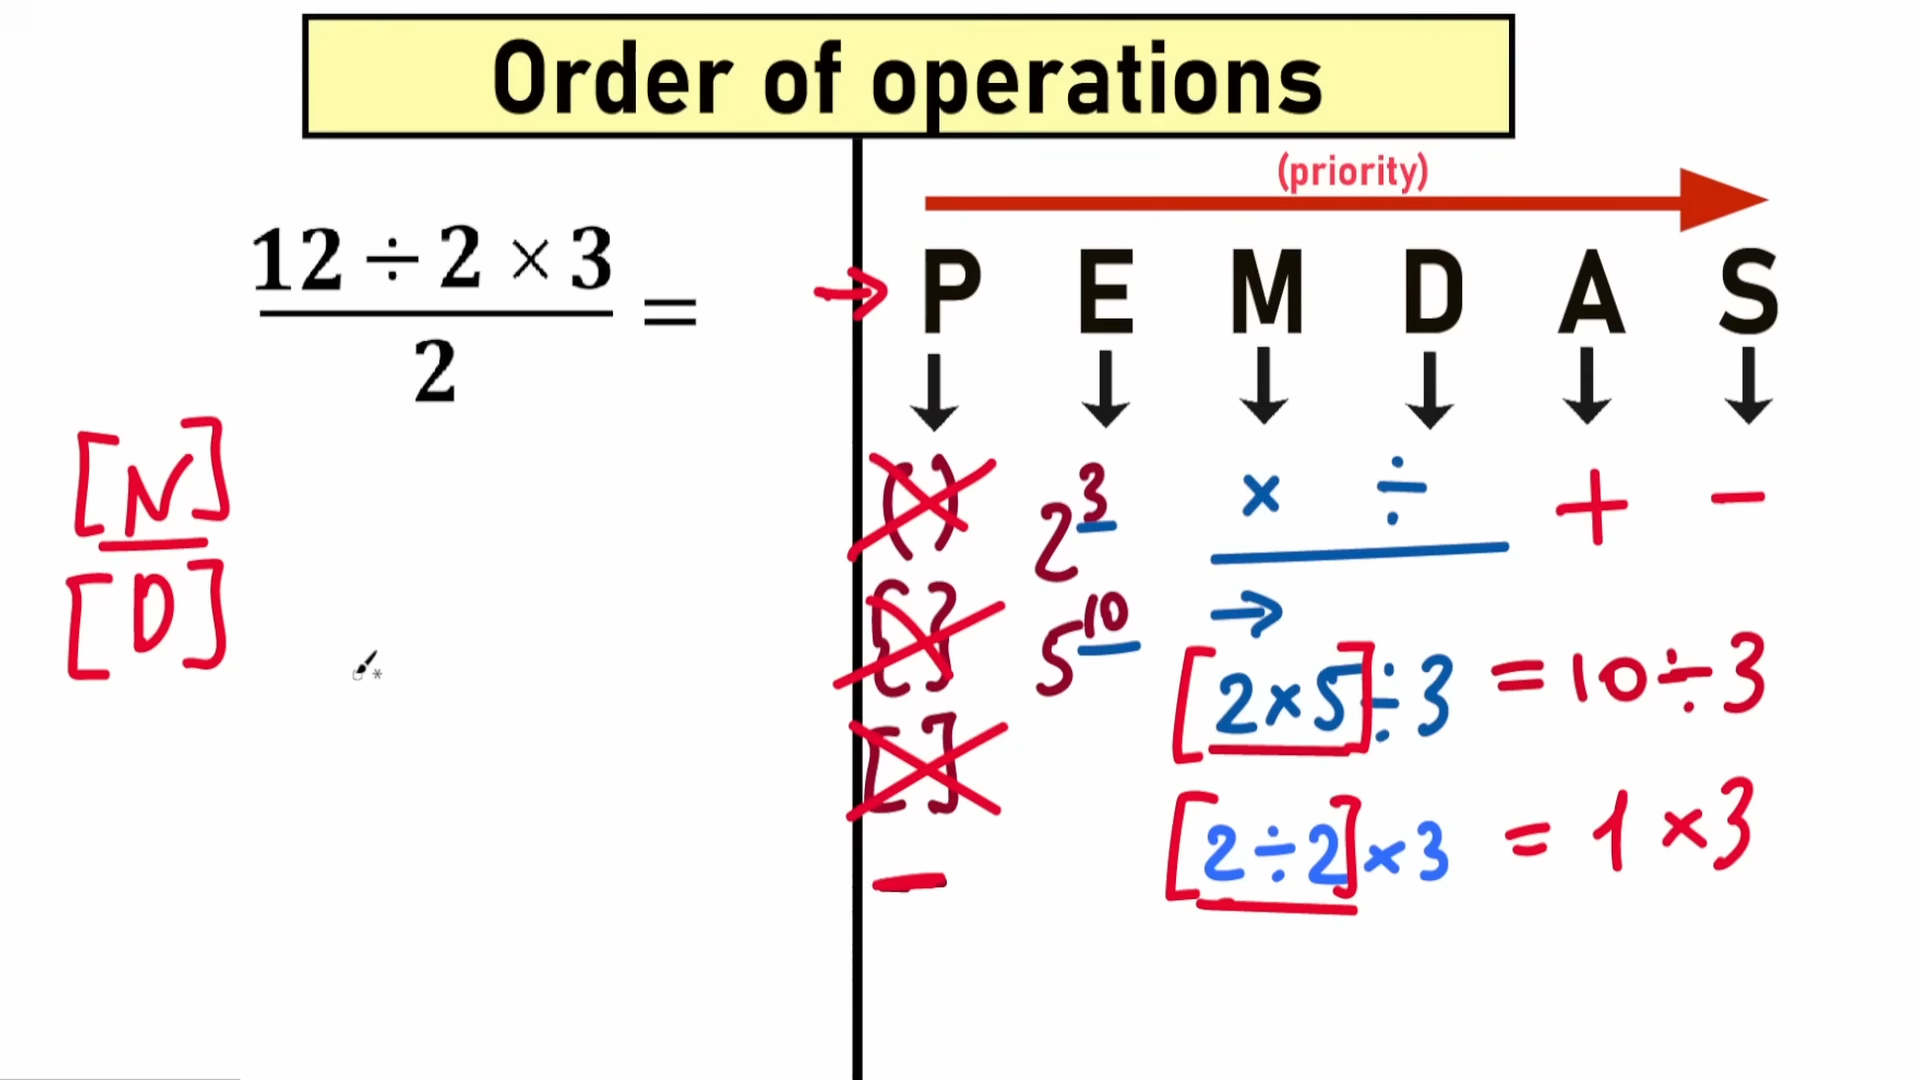 Order of operations
12 ÷ 2 × 3
2
=
[N]
[D]
(priority)
P E M D A S
( ) 2³ × ÷ + −
{ } 5¹⁰
[2×5]÷3 = 10÷3
[ ]
[2÷2]×3 = 1×3